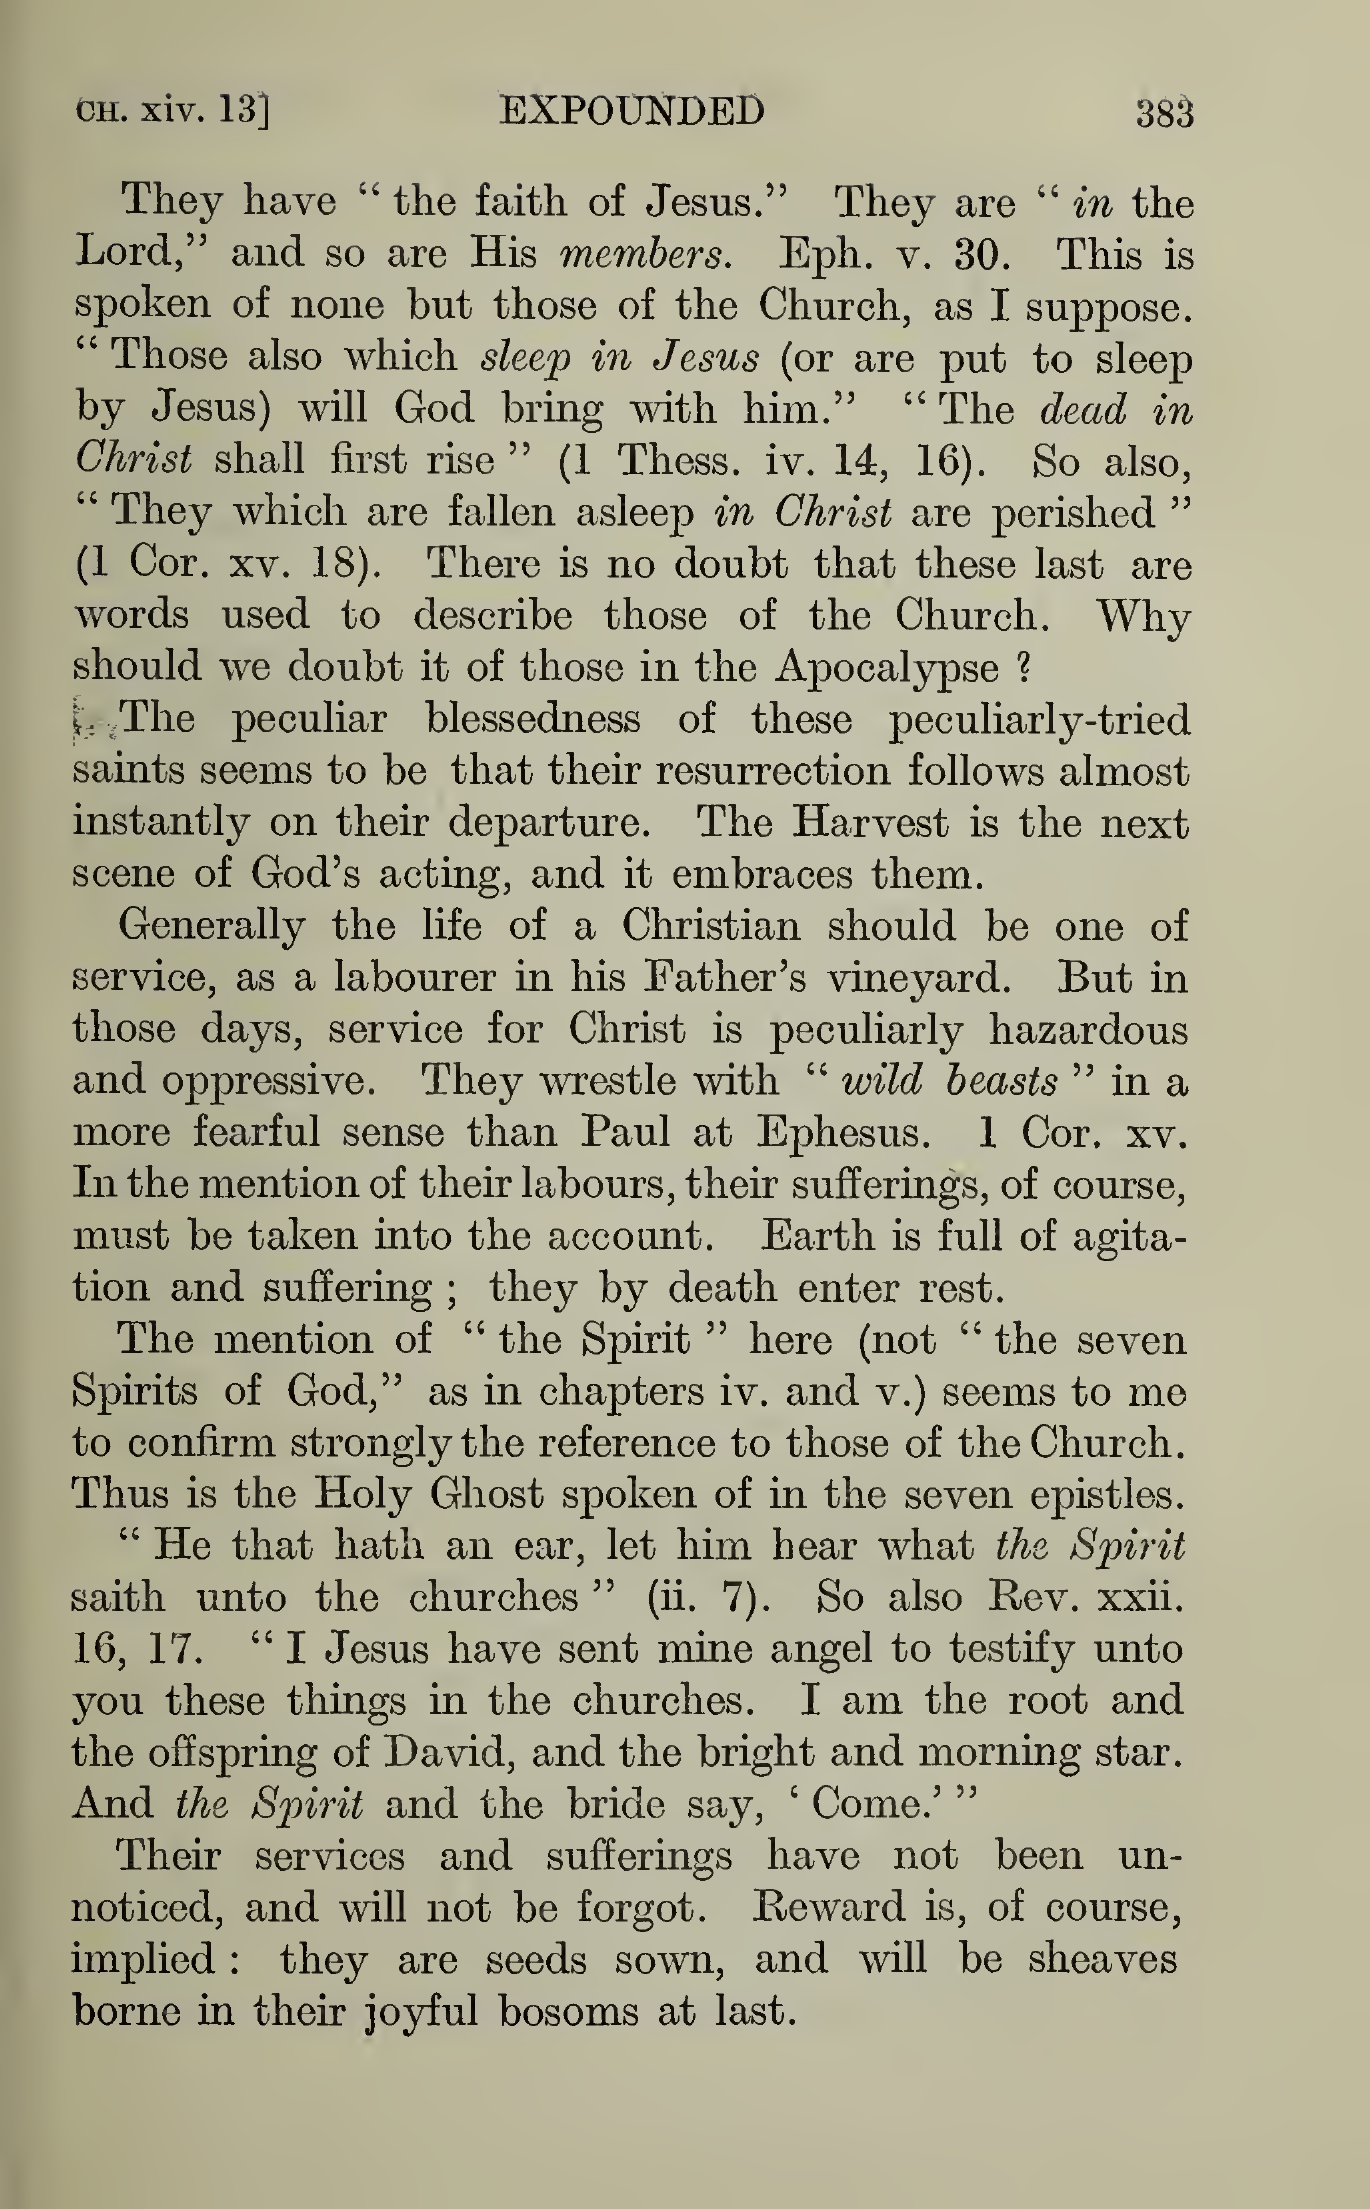 CH. xiv. 13] EXPOUNDED 383
They have “ the faith of Jesus.” They are “ in the
Lord,” and so are His members. Eph. v. 30. This is
spoken of none but those of the Church, as I suppose.
“ Those also which sleep in Jesus (or are put to sleep
by Jesus) will God bring with him.” “ The dead in
Christ shall first rise ” (1 Thess. iv. 14, 16). So also,
“ They which are fallen asleep in Christ are perished ”
(1 Cor. xv. 18). There is no doubt that these last are
words used to describe those of the Church. Why
should we doubt it of those in the Apocalypse ?
The peculiar blessedness of these peculiarly-tried
saints seems to be that their resurrection follows almost
instantly on their departure. The Harvest is the next
scene of God’s acting, and it embraces them.
Generally the life of a Christian should be one of
service, as a labourer in his Father’s vineyard. But in
those days, service for Christ is peculiarly hazardous
and oppressive. They wrestle with “ wild beasts ” in a
more fearful sense than Paul at Ephesus. 1 Cor. xv.
In the mention of their labours, their sufferings, of course,
must be taken into the account. Earth is full of agita-
tion and suffering ; they by death enter rest.
The mention of “ the Spirit ” here (not “ the seven
Spirits of God,” as in chapters iv. and v.) seems to me
to confirm strongly the reference to those of the Church.
Thus is the Holy Ghost spoken of in the seven epistles.
“ He that hath an ear, let him hear what the Spirit
saith unto the churches ” (ii. 7). So also Rev. xxii.
16, 17. “ I Jesus have sent mine angel to testify unto
you these things in the churches. I am the root and
the offspring of David, and the bright and morning star.
And the Spirit and the bride say, ‘ Come.’ ”
Their services and sufferings have not been un-
noticed, and will not be forgot. Reward is, of course,
implied : they are seeds sown, and will be sheaves
borne in their joyful bosoms at last.